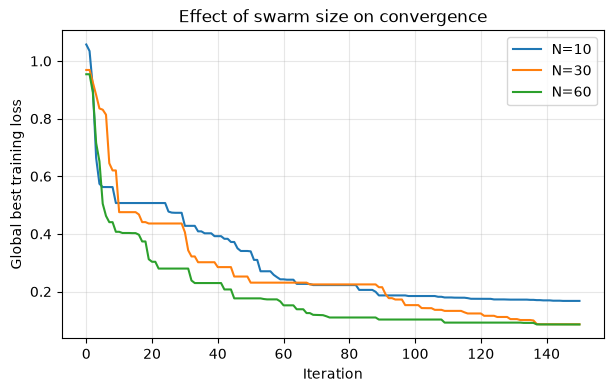 Effect of swarm size on convergence
Global best training loss
1.0
0.8
0.6
0.4
0.2
N=10
N=30
N=60
0
20
40
60
80
100
120
140
Iteration